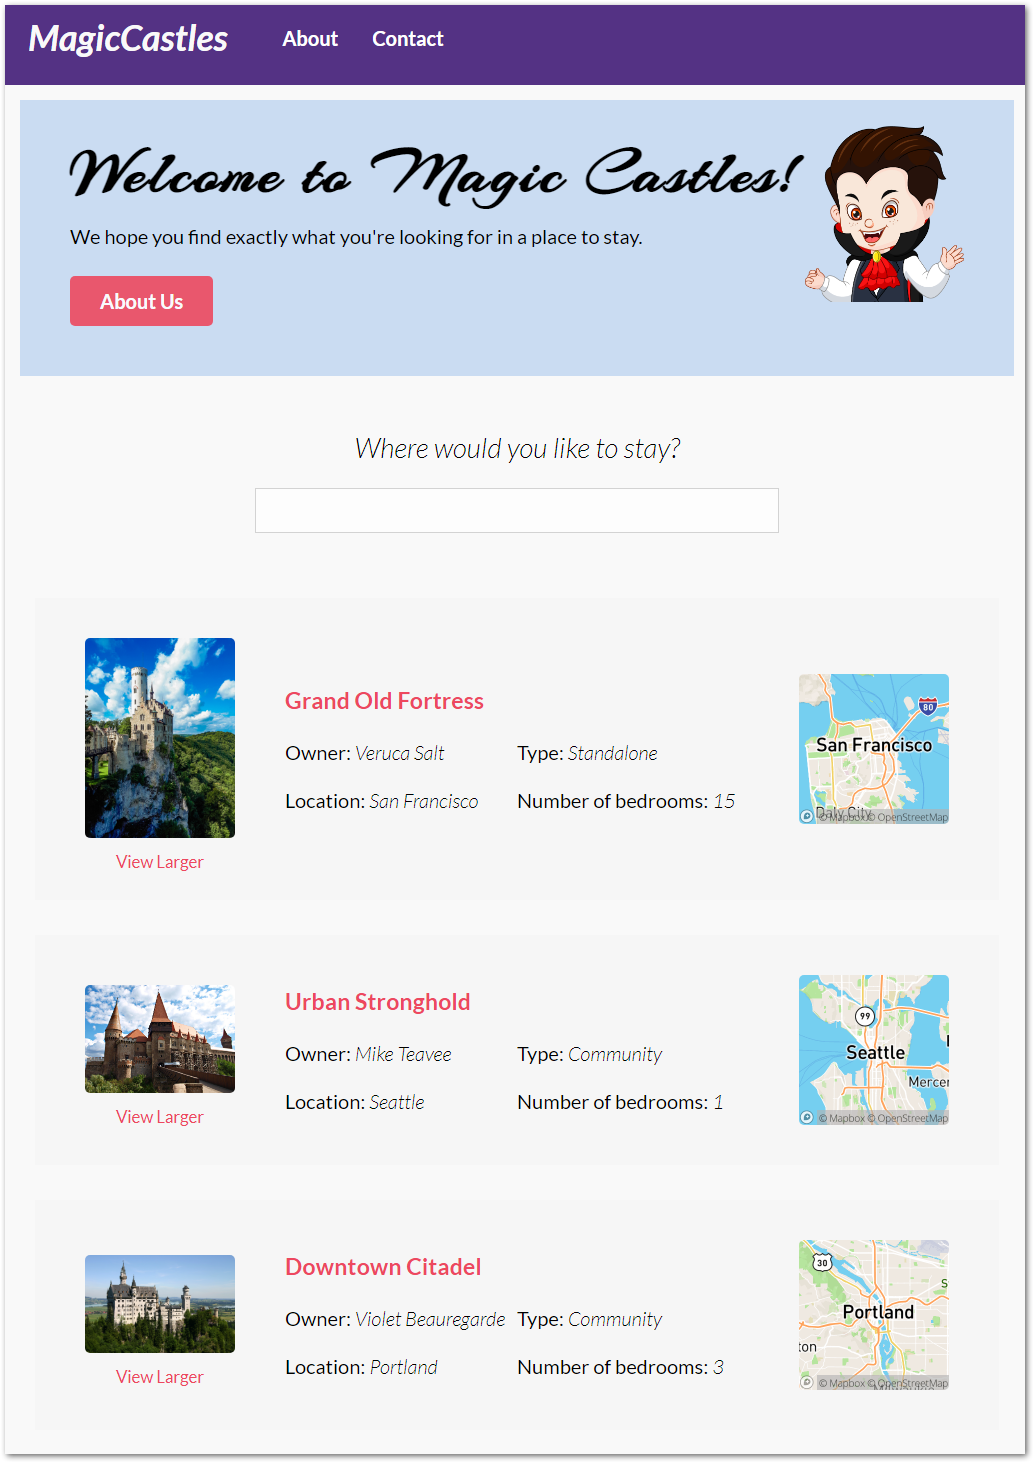 MagicCastles About Contact
Welcome to Magic Castles!
We hope you find exactly what you're looking for in a place to stay.
About Us
Where would you like to stay?
Grand Old Fortress
Owner: Veruca Salt Type: Standalone
Location: San Francisco Number of bedrooms: 15
View Larger
80
San Francisco
Daly City
© Mapbox © OpenStreetMap
Urban Stronghold
Owner: Mike Teavee Type: Community
Location: Seattle Number of bedrooms: 1
View Larger
99
Seattle
Mercer
© Mapbox © OpenStreetMap
Downtown Citadel
Owner: Violet Beauregarde Type: Community
Location: Portland Number of bedrooms: 3
View Larger
30
S
Portland
ton
© Mapbox © OpenStreetMap